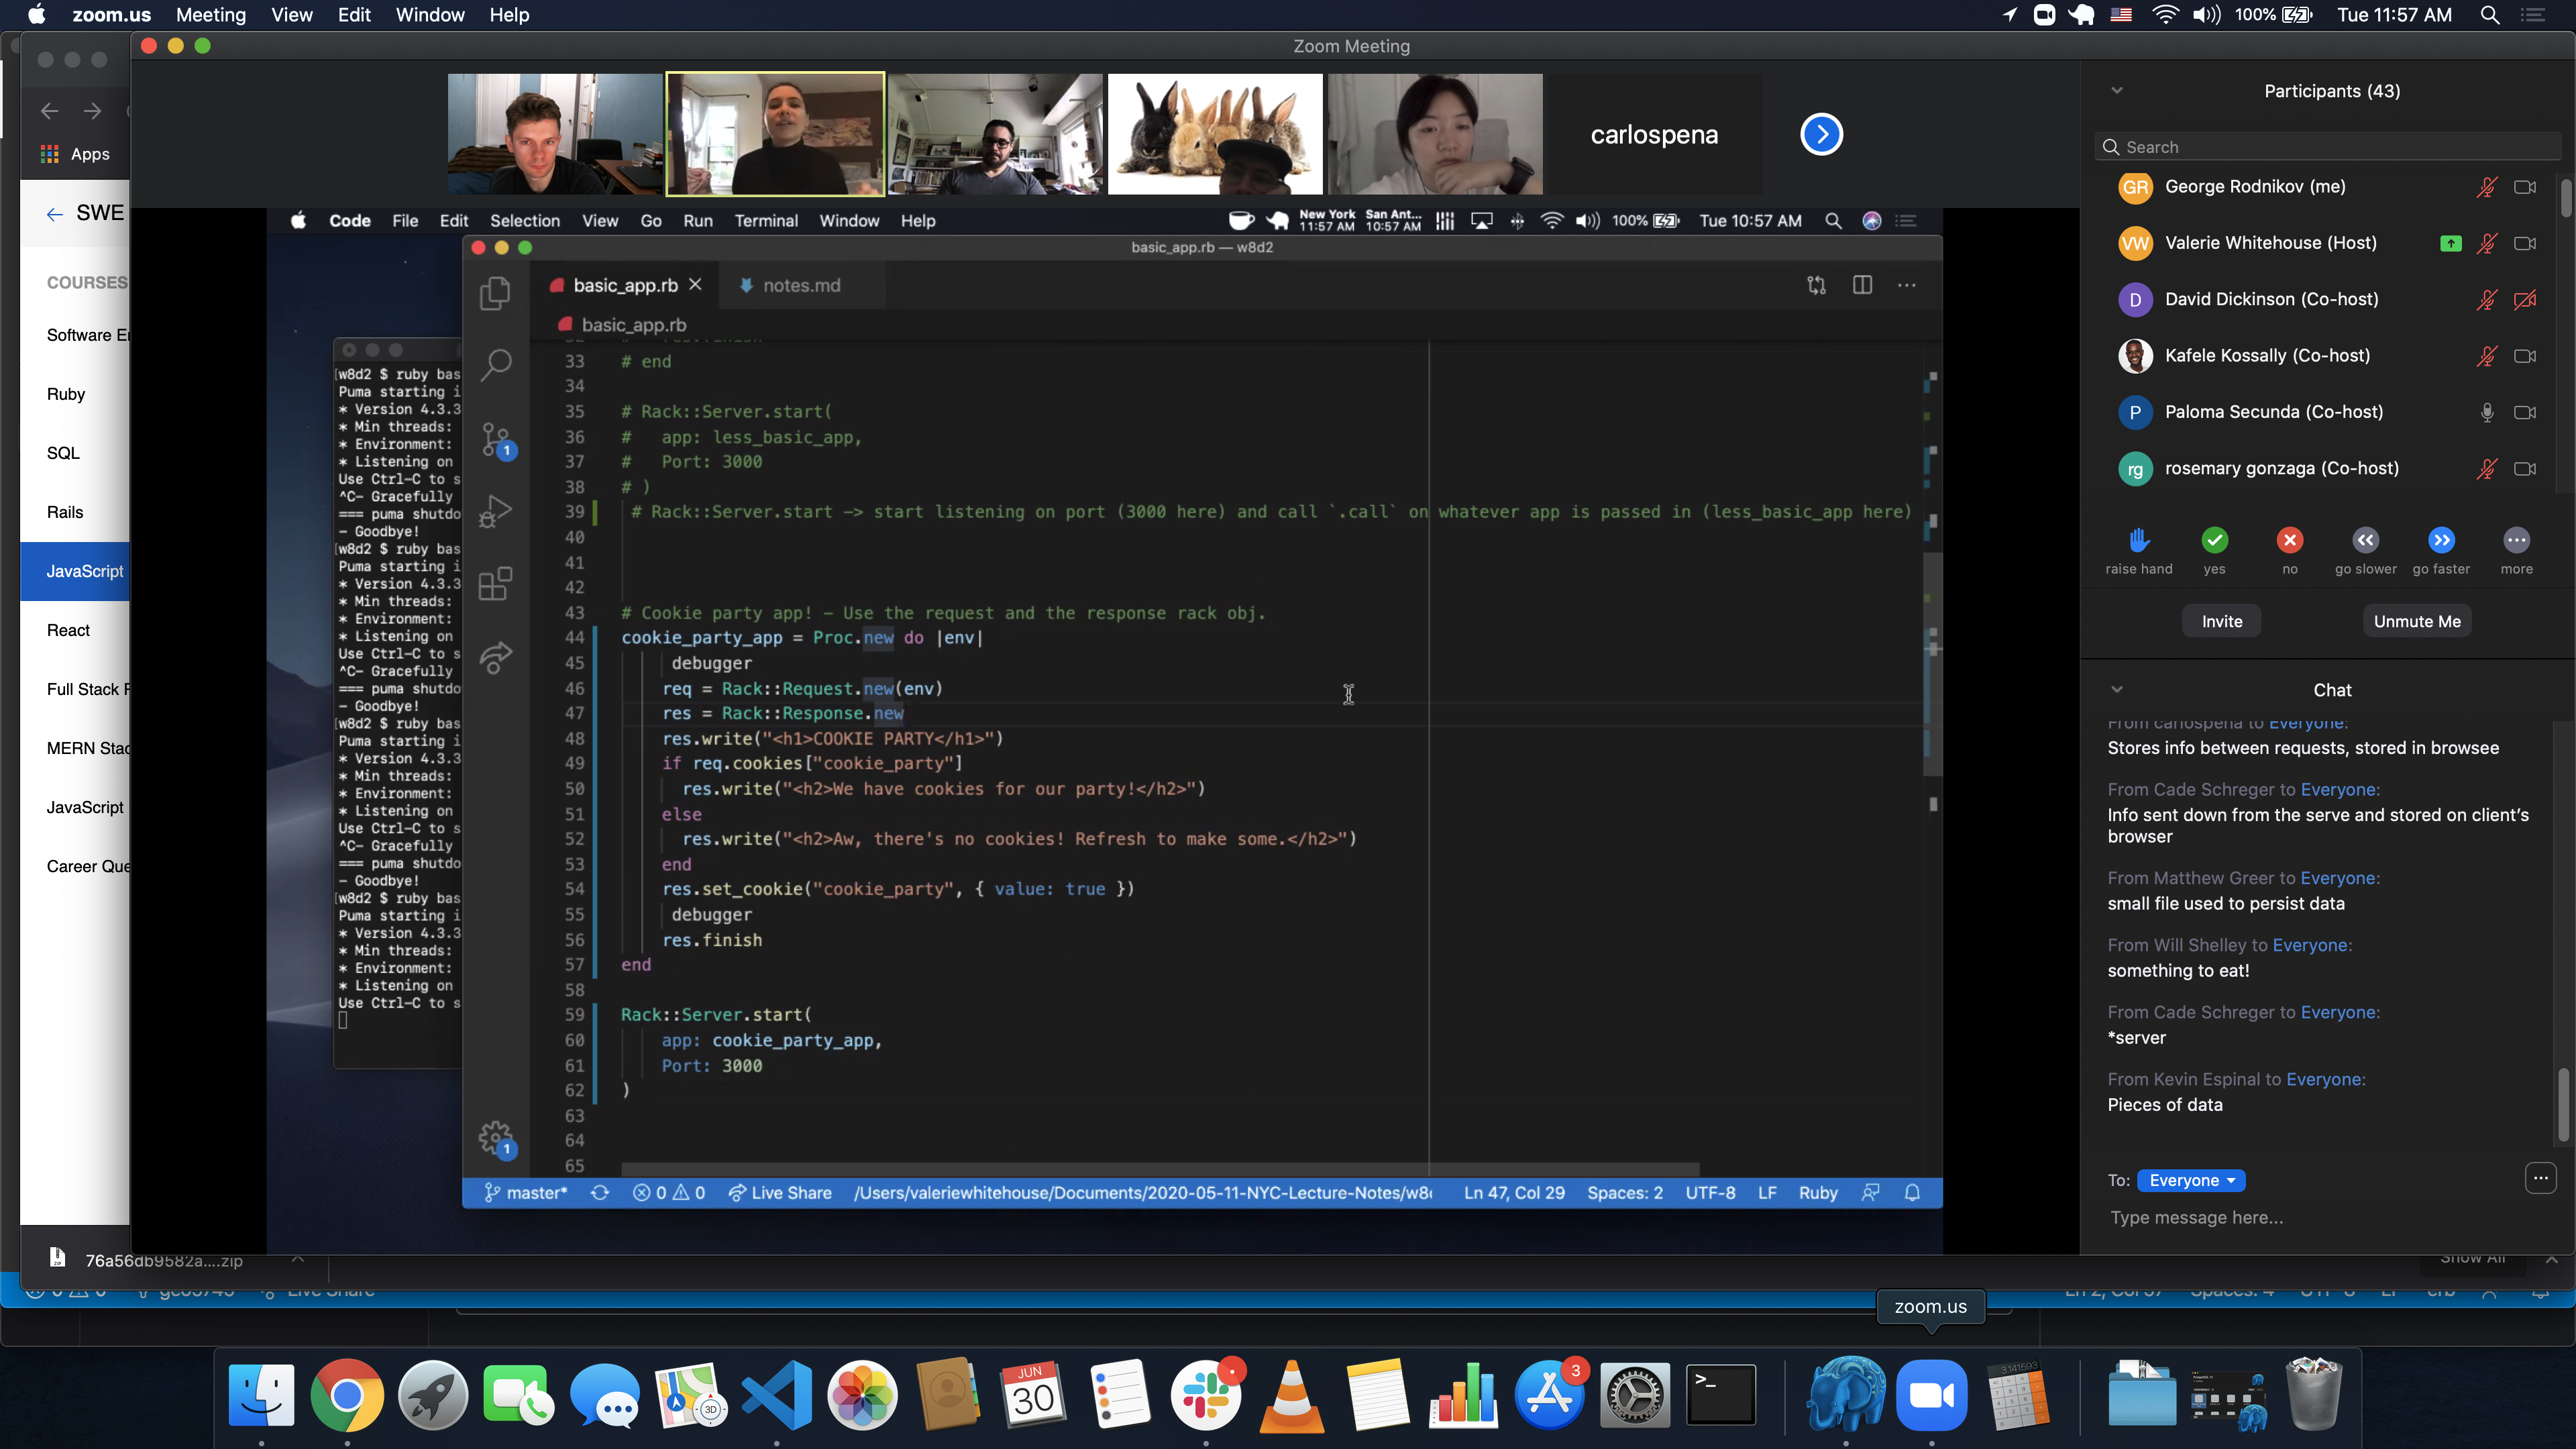 zoom.us Meeting View Edit Window Help
100% Tue 11:57 AM
Zoom Meeting
Apps
SWE
COURSES
Software E
Ruby
SQL
Rails
JavaScript
React
Full Stack
MERN Stac
JavaScript
Career Que
76a56db9582a....zip
carlospena
Code File Edit Selection View Go Run Terminal Window Help
New York
11:57 AM
San Ant...
10:57 AM
100% Tue 10:57 AM
w8d2 $ ruby bas
Puma starting i
* Version 4.3.3
* Min threads:
* Environment:
* Listening on
Use Ctrl-C to s
^C- Gracefully
=== puma shutdo
- Goodbye!
w8d2 $ ruby bas
Puma starting i
* Version 4.3.3
* Min threads:
* Environment:
* Listening on
Use Ctrl-C to s
^C- Gracefully
=== puma shutdo
- Goodbye!
w8d2 $ ruby bas
Puma starting i
* Version 4.3.3
* Min threads:
* Environment:
* Listening on
Use Ctrl-C to s
^C- Gracefully
=== puma shutdo
- Goodbye!
w8d2 $ ruby bas
Puma starting i
* Version 4.3.3
* Min threads:
* Environment:
* Listening on
Use Ctrl-C to s
basic_app.rb — w8d2
basic_app.rb
notes.md
basic_app.rb
33 # end
34
35 # Rack::Server.start(
36 #   app: less_basic_app,
37 #   Port: 3000
38 # )
39 # Rack::Server.start -> start listening on port (3000 here) and call `.call` on whatever app is passed in (less_basic_app here)
40
41
42
43 # Cookie party app! - Use the request and the response rack obj.
44 cookie_party_app = Proc.new do |env|
45 debugger
46 req = Rack::Request.new(env)
47 res = Rack::Response.new
48 res.write("<h1>COOKIE PARTY</h1>")
49 if req.cookies["cookie_party"]
50 res.write("<h2>We have cookies for our party!</h2>")
51 else
52 res.write("<h2>Aw, there's no cookies! Refresh to make some.</h2>")
53 end
54 res.set_cookie("cookie_party", { value: true })
55 debugger
56 res.finish
57 end
58
59 Rack::Server.start(
60 app: cookie_party_app,
61 Port: 3000
62 )
63
64
65
1
1
master* 0 0 Live Share /Users/valeriewhitehouse/Documents/2020-05-11-NYC-Lecture-Notes/w8 Ln 47, Col 29 Spaces: 2 UTF-8 LF Ruby
Participants (43)
Search
GR George Rodnikov (me)
VW Valerie Whitehouse (Host)
D David Dickinson (Co-host)
Kafele Kossally (Co-host)
P Paloma Secunda (Co-host)
rg rosemary gonzaga (Co-host)
raise hand yes no go slower go faster more
Invite
Unmute Me
Chat
From carlospena to Everyone:
Stores info between requests, stored in browsee
From Cade Schreger to Everyone:
Info sent down from the serve and stored on client's
browser
From Matthew Greer to Everyone:
small file used to persist data
From Will Shelley to Everyone:
something to eat!
From Cade Schreger to Everyone:
*server
From Kevin Espinal to Everyone:
Pieces of data
To: Everyone
Type message here...
Show All
Live Share
zoom.us
JUN
30
3D
3
3.141593